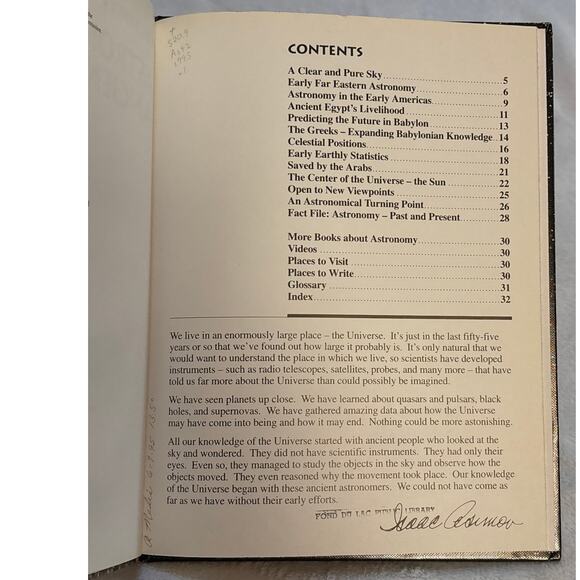 520.9
As42
1995
CONTENTS
A Clear and Pure Sky ........ 5
Early Far Eastern Astronomy ........ 6
Astronomy in the Early Americas ........ 9
Ancient Egypt's Livelihood ........ 11
Predicting the Future in Babylon ........ 13
The Greeks – Expanding Babylonian Knowledge . 14
Celestial Positions ........ 16
Early Earthly Statistics ........ 18
Saved by the Arabs ........ 21
The Center of the Universe – the Sun ........ 22
Open to New Viewpoints ........ 25
An Astronomical Turning Point ........ 26
Fact File: Astronomy – Past and Present ........ 28
More Books about Astronomy ........ 30
Videos ........ 30
Places to Visit ........ 30
Places to Write ........ 30
Glossary ........ 31
Index ........ 32
We live in an enormously large place – the Universe. It's just in the last fifty-five
years or so that we've found out how large it probably is. It's only natural that we
would want to understand the place in which we live, so scientists have developed
instruments – such as radio telescopes, satellites, probes, and many more – that have
told us far more about the Universe than could possibly be imagined.
We have seen planets up close. We have learned about quasars and pulsars, black
holes, and supernovas. We have gathered amazing data about how the Universe
may have come into being and how it may end. Nothing could be more astonishing.
All our knowledge of the Universe started with ancient people who looked at the
sky and wondered. They did not have scientific instruments. They had only their
eyes. Even so, they managed to study the objects in the sky and observe how the
objects moved. They even reasoned why the movement took place. Our knowledge
of the Universe began with these ancient astronomers. We could not have come as
far as we have without their early efforts.
FOND DU LAC PUBLIC LIBRARY
Isaac Asimov